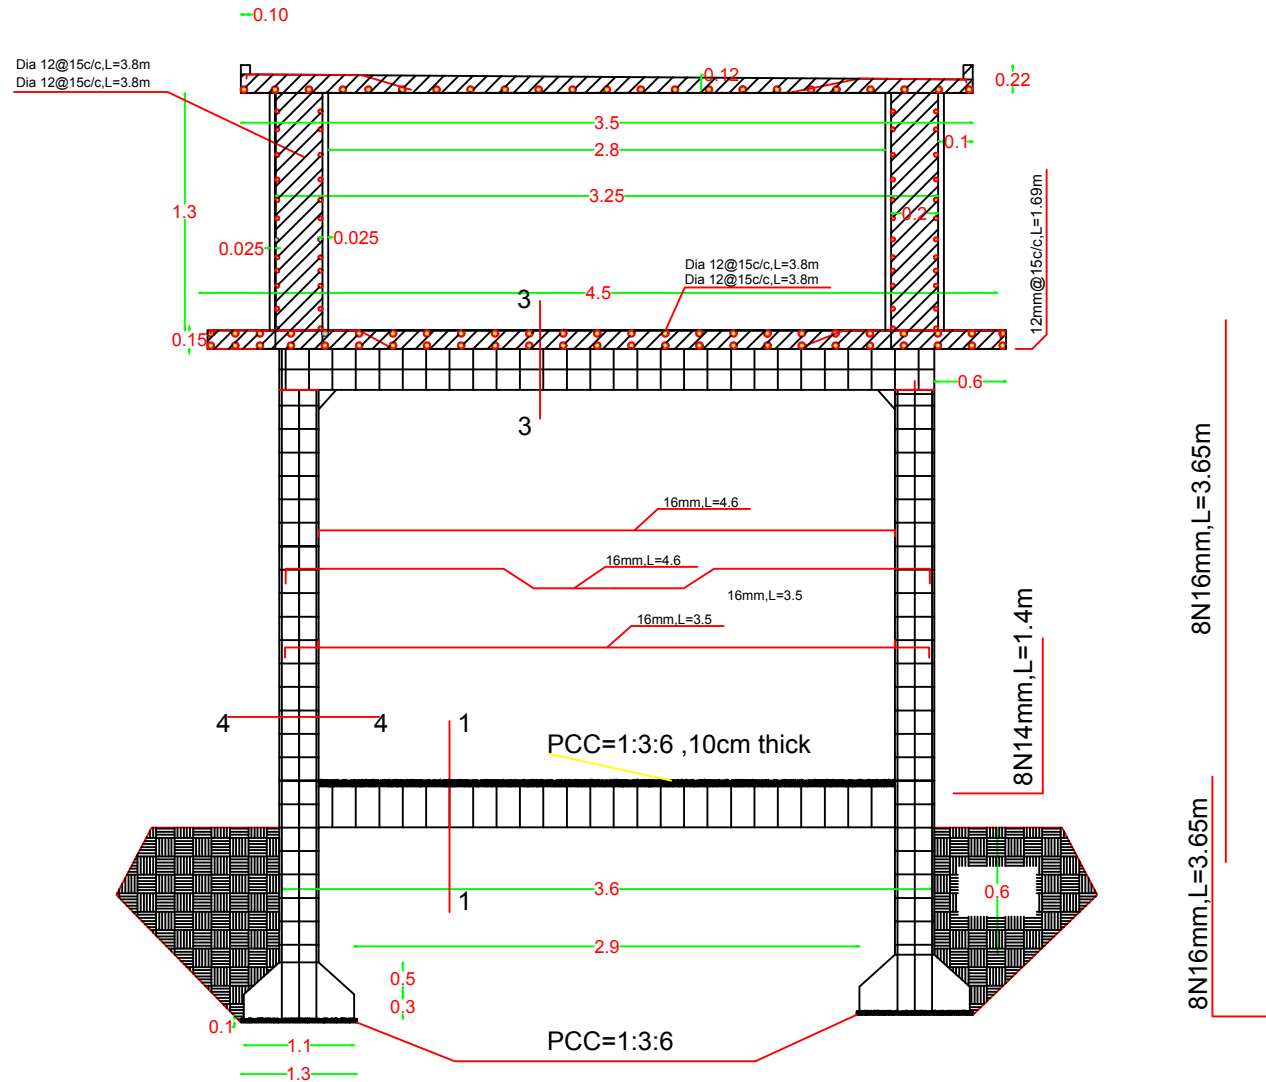 0.10
Dia 12@15c/c,L=3.8m
Dia 12@15c/c,L=3.8m
0.12
0.22
3.5
2.8
0.1
3.25
1.3
0.2
0.025
0.025
12mm@15c/c,L=1.69m
Dia 12@15c/c,L=3.8m
Dia 12@15c/c,L=3.8m
4.5
3
0.15
0.6
3
8N16mm,L=3.65m
16mm,L=4.6
16mm,L=4.6
16mm,L=3.5
16mm,L=3.5
8N14mm,L=1.4m
4
4
1
PCC=1:3:6 ,10cm thick
8N16mm,L=3.65m
3.6
0.6
1
2.9
0.5
0.3
0.1
PCC=1:3:6
1.1
1.3